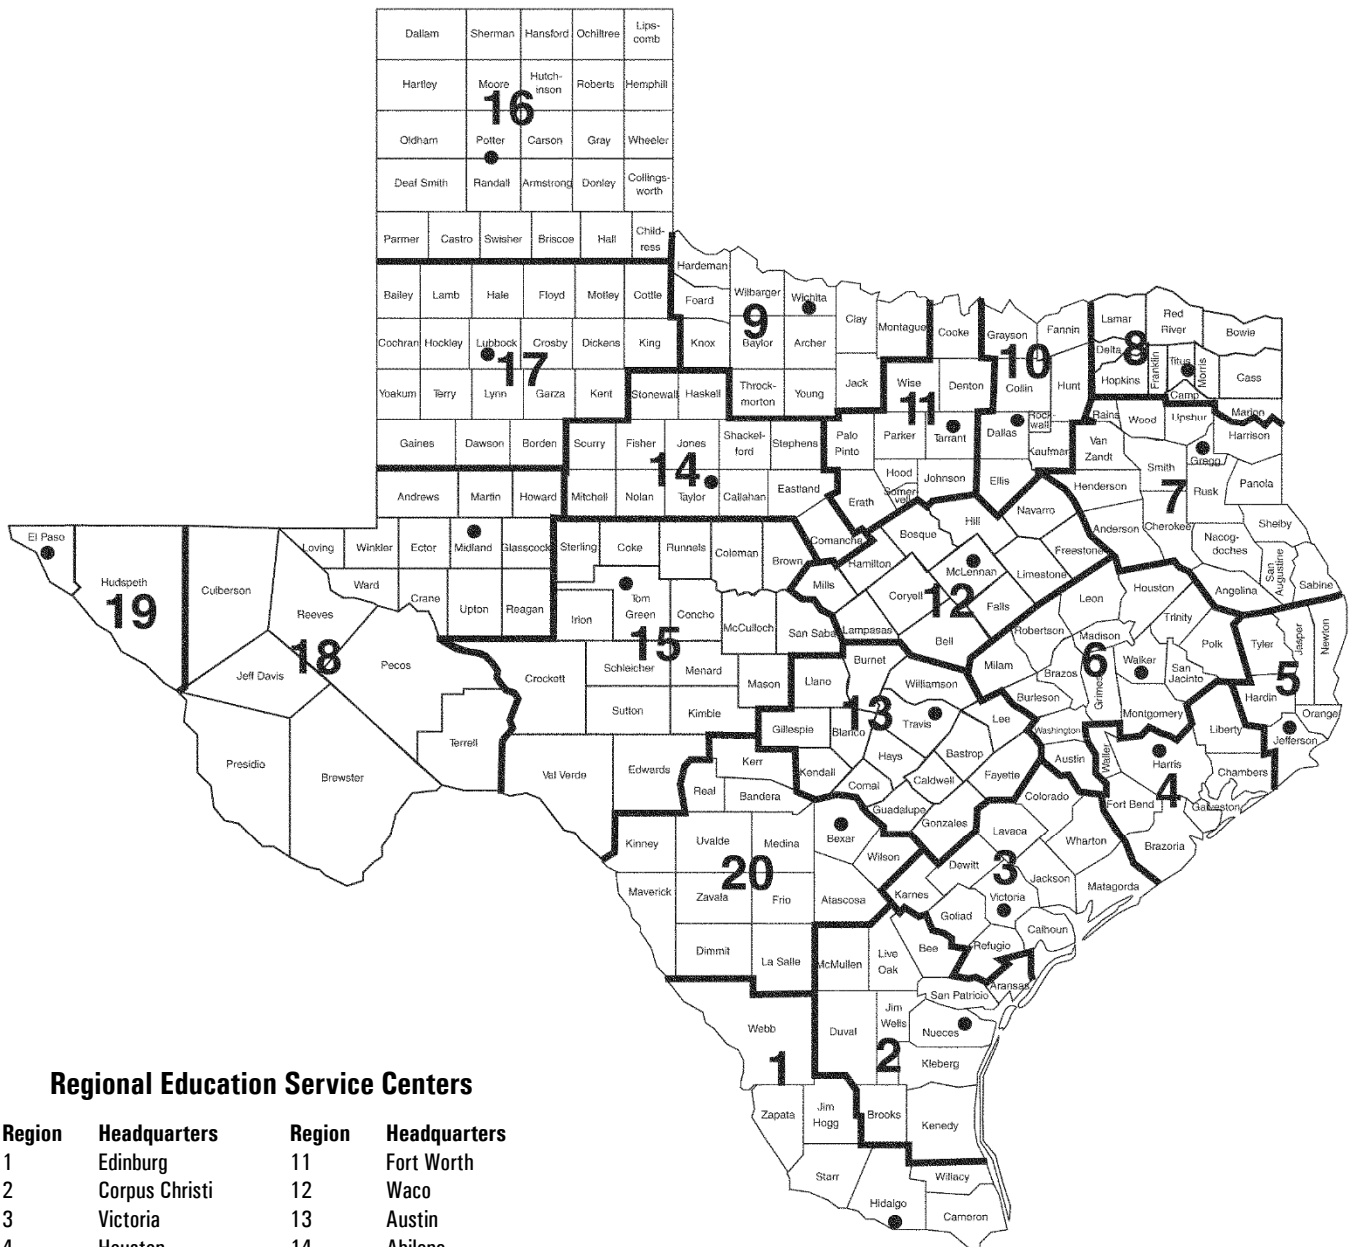 Dallam Sherman Hansford Ochiltree Lips-
comb
Hartley Moore Hutch-
inson Roberts Hemphill
16
Oldham Potter Carson Gray Wheeler
Deaf Smith Randall Armstrong Donley Collings-
worth
Parmer Castro Swisher Briscoe Hall Child-
ress
Hardeman
Bailey Lamb Hale Floyd Motley Cottle Foard Wilbarger Wichita
Clay Montague Cooke Grayson Fannin Lamar Red
River Bowie
9
Cochran Hockley Lubbock Crosby Dickens King Knox Baylor Archer
17
10
8
Delta Titus Morris Franklin Hopkins Camp Cass
Yoakum Terry Lynn Garza Kent Stonewall Haskell Throck-
morton Young Jack Wise Denton Collin Hunt
11
Gaines Dawson Borden Scurry Fisher Jones Shackel-
ford Stephens Palo
Pinto Parker Tarrant Dallas Rock-
wall Kaufman Rains Wood Upshur Marion Harrison
Van
Zandt Smith Gregg
14
7
Andrews Martin Howard Mitchell Nolan Taylor Callahan Eastland Erath Hood Somer-
vell Johnson Ellis Henderson Rusk Panola
El Paso Hudspeth Culberson Loving Winkler Ector Midland Glasscock Sterling Coke Runnels Coleman Brown Comanche Hamilton Bosque Hill Navarro Anderson Cherokee Nacog-
doches Shelby
San
Augustine Sabine
19
Reeves Ward Crane Upton Reagan Irion Tom
Green Concho McCulloch San Saba Mills Lampasas Coryell McLennan Limestone Freestone Falls Bell
18
15
12
Leon Houston Angelina Trinity Polk Tyler Jasper Newton
Robertson Madison Walker San
Jacinto Hardin Orange Jefferson
6
5
Jeff Davis Pecos Crockett Schleicher Menard Mason Llano Burnet Williamson Milam Brazos Grimes Burleson Montgomery Liberty
13
Presidio Brewster Terrell Val Verde Sutton Kimble Edwards Gillespie Blanco Travis Lee Washington Austin Waller Harris Chambers
4
Kerr Real Bandera Kendall Hays Comal Bastrop Caldwell Fayette Colorado Fort Bend Galveston
Kinney Uvalde Medina Bexar Guadalupe Gonzales Lavaca Wharton Brazoria
20
3
Maverick Zavala Frio Atascosa Wilson Karnes Dewitt Jackson Matagorda
Goliad Victoria Calhoun
Dimmit La Salle McMullen Live
Oak Bee Refugio Aransas
San Patricio
Webb Duval Jim
Wells Nueces
1
2
Kleberg
Zapata Jim
Hogg Brooks Kenedy
Starr Hidalgo Willacy
Cameron
Regional Education Service Centers
Region Headquarters Region Headquarters
1 Edinburg 11 Fort Worth
2 Corpus Christi 12 Waco
3 Victoria 13 Austin
4 Houston 14 Abilene